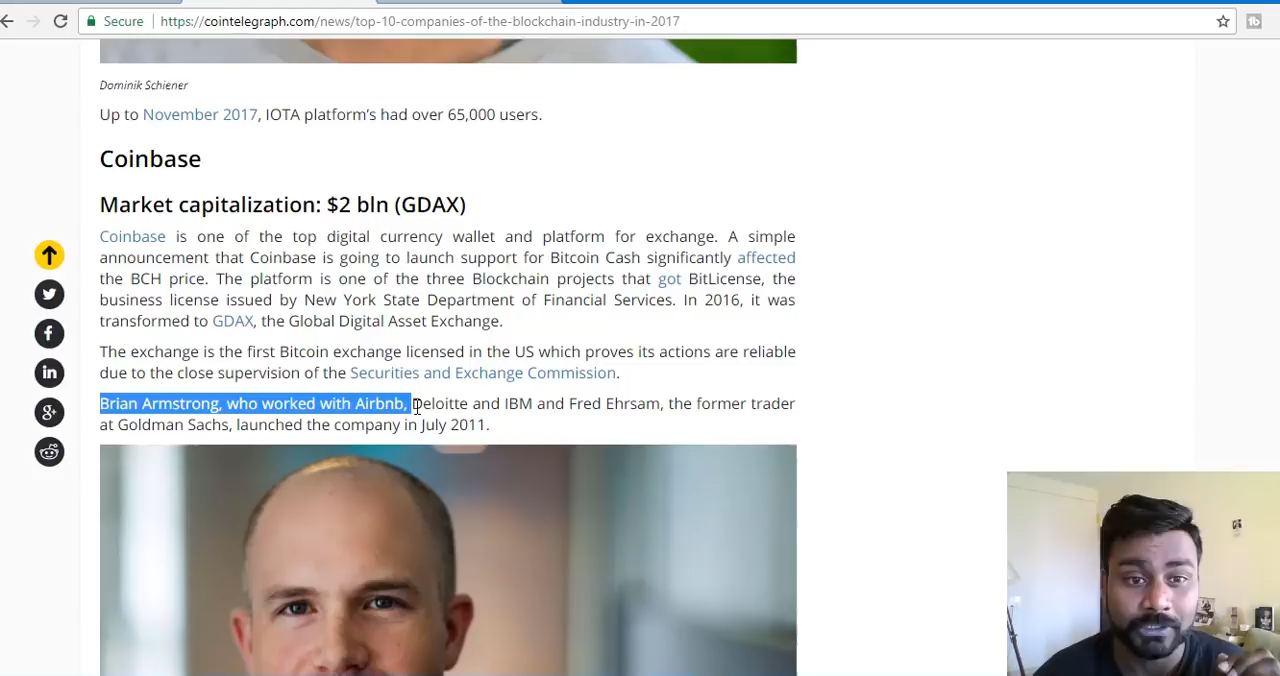 Secure
https://cointelegraph.com/news/top-10-companies-of-the-blockchain-industry-in-2017
Dominik Schiener
Up to November 2017, IOTA platform's had over 65,000 users.
Coinbase
Market capitalization: $2 bln (GDAX)
Coinbase is one of the top digital currency wallet and platform for exchange. A simple
announcement that Coinbase is going to launch support for Bitcoin Cash significantly affected
the BCH price. The platform is one of the three Blockchain projects that got BitLicense, the
business license issued by New York State Department of Financial Services. In 2016, it was
transformed to GDAX, the Global Digital Asset Exchange.
The exchange is the first Bitcoin exchange licensed in the US which proves its actions are reliable
due to the close supervision of the Securities and Exchange Commission.
Brian Armstrong, who worked with Airbnb, Deloitte and IBM and Fred Ehrsam, the former trader
at Goldman Sachs, launched the company in July 2011.